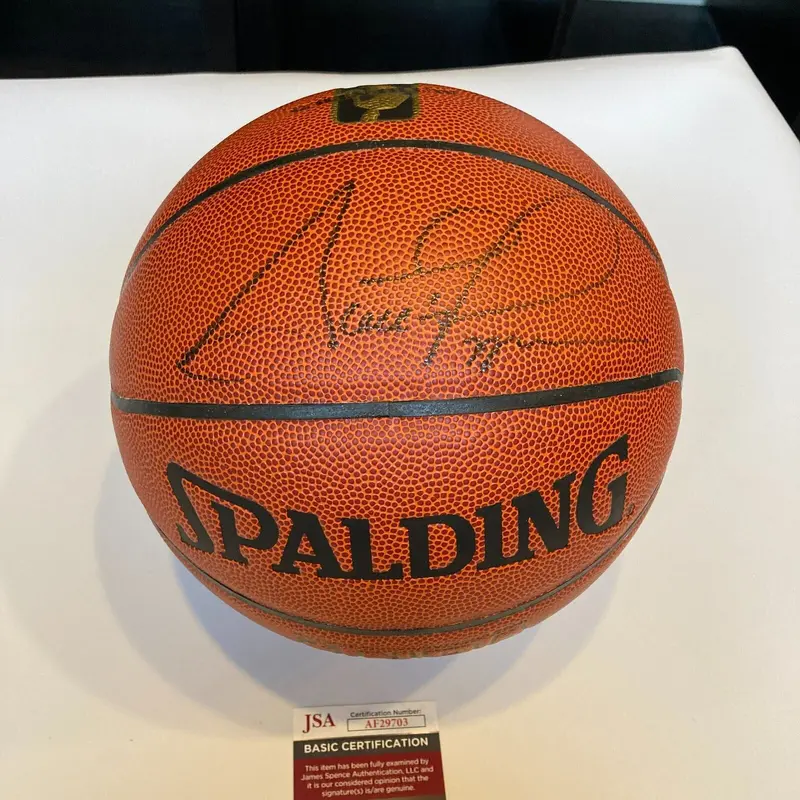 SPALDING
JSA
Certification Number:
AF29703
BASIC CERTIFICATION
This item has been fully examined by
James Spence Authentication, LLC and
it is our considered opinion that the
signature(s) is/are genuine.